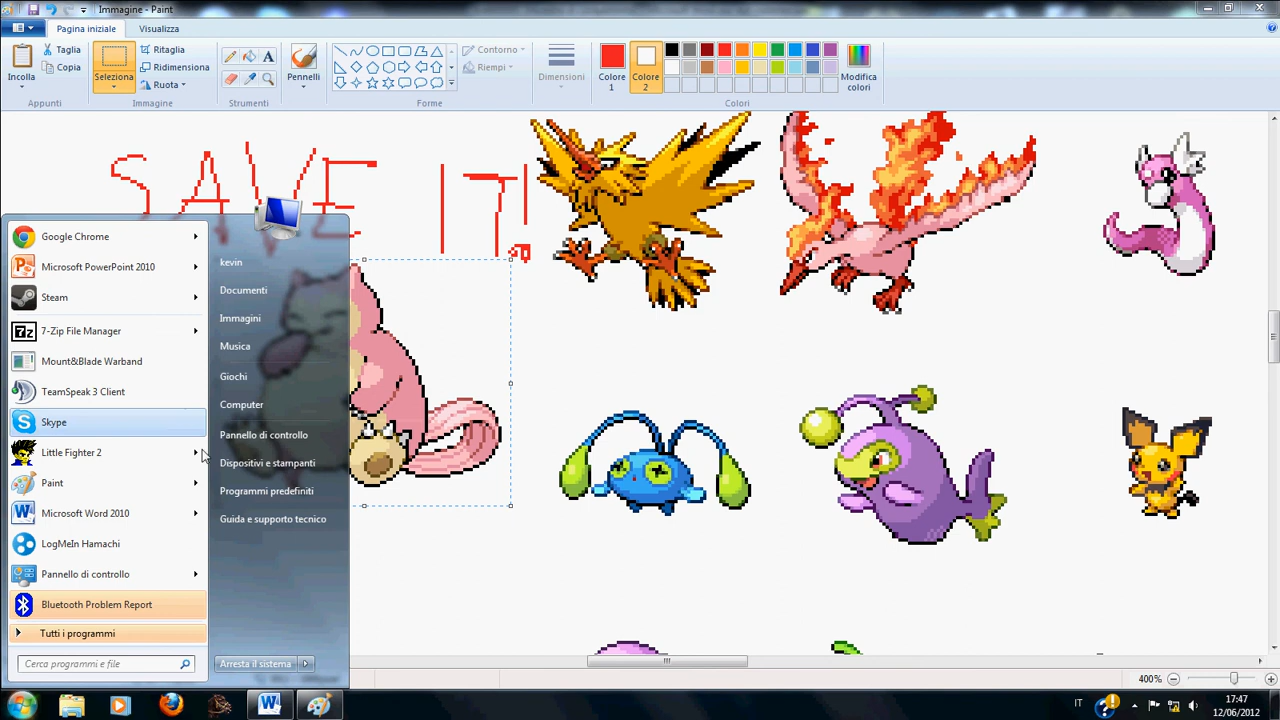 Immagine - Paint
Pagina iniziale
Visualizza
Incolla
Taglia
Copia
Appunti
Seleziona
Ritaglia
Ridimensiona
Ruota
Immagine
A
Strumenti
Pennelli
Contorno
Riempi
Forme
Dimensioni
Colore 1
Colore 2
Modifica colori
Colori
SAVE IT!
Google Chrome
Microsoft PowerPoint 2010
Steam
7-Zip File Manager
Mount&Blade Warband
TeamSpeak 3 Client
Skype
Little Fighter 2
Paint
Microsoft Word 2010
LogMeIn Hamachi
Pannello di controllo
Bluetooth Problem Report
Tutti i programmi
Cerca programmi e file
kevin
Documenti
Immagini
Musica
Giochi
Computer
Pannello di controllo
Dispositivi e stampanti
Programmi predefiniti
Guida e supporto tecnico
Arresta il sistema
400%
IT
17:47
12/06/2012